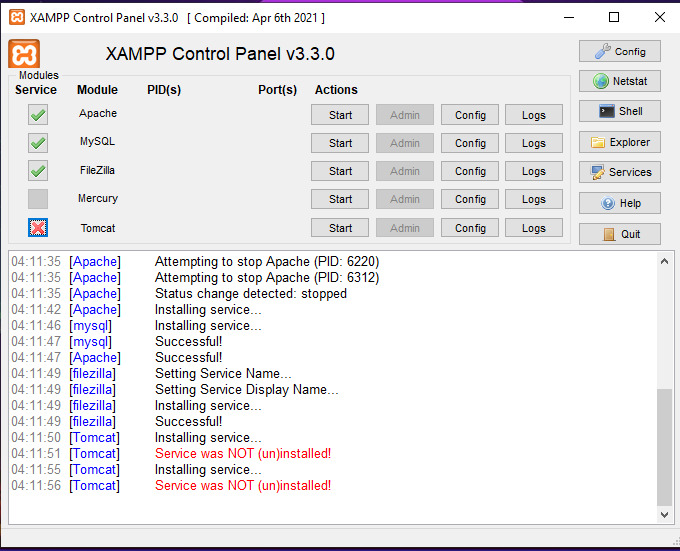 XAMPP Control Panel v3.3.0 [ Compiled: Apr 6th 2021 ]
XAMPP Control Panel v3.3.0
Config
Modules
Service Module PID(s) Port(s) Actions
Netstat
Apache Start Admin Config Logs
Shell
MySQL Start Admin Config Logs
Explorer
FileZilla Start Admin Config Logs
Services
Mercury Start Admin Config Logs
Help
Tomcat Start Admin Config Logs
Quit
04:11:35 [Apache] Attempting to stop Apache (PID: 6220)
04:11:35 [Apache] Attempting to stop Apache (PID: 6312)
04:11:35 [Apache] Status change detected: stopped
04:11:42 [Apache] Installing service...
04:11:46 [mysql] Installing service...
04:11:47 [mysql] Successful!
04:11:47 [Apache] Successful!
04:11:49 [filezilla] Setting Service Name...
04:11:49 [filezilla] Setting Service Display Name...
04:11:49 [filezilla] Installing service...
04:11:49 [filezilla] Successful!
04:11:50 [Tomcat] Installing service...
04:11:51 [Tomcat] Service was NOT (un)installed!
04:11:55 [Tomcat] Installing service...
04:11:56 [Tomcat] Service was NOT (un)installed!